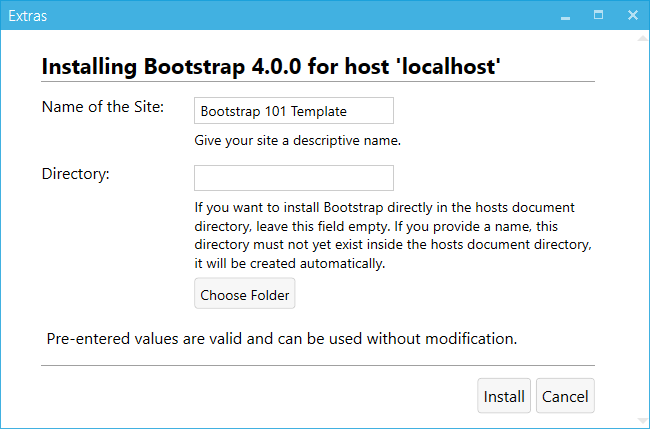 Extras
Installing Bootstrap 4.0.0 for host 'localhost'
Name of the Site:
Bootstrap 101 Template
Give your site a descriptive name.
Directory:
If you want to install Bootstrap directly in the hosts document
directory, leave this field empty. If you provide a name, this
directory must not yet exist inside the hosts document directory,
it will be created automatically.
Choose Folder
Pre-entered values are valid and can be used without modification.
Install
Cancel